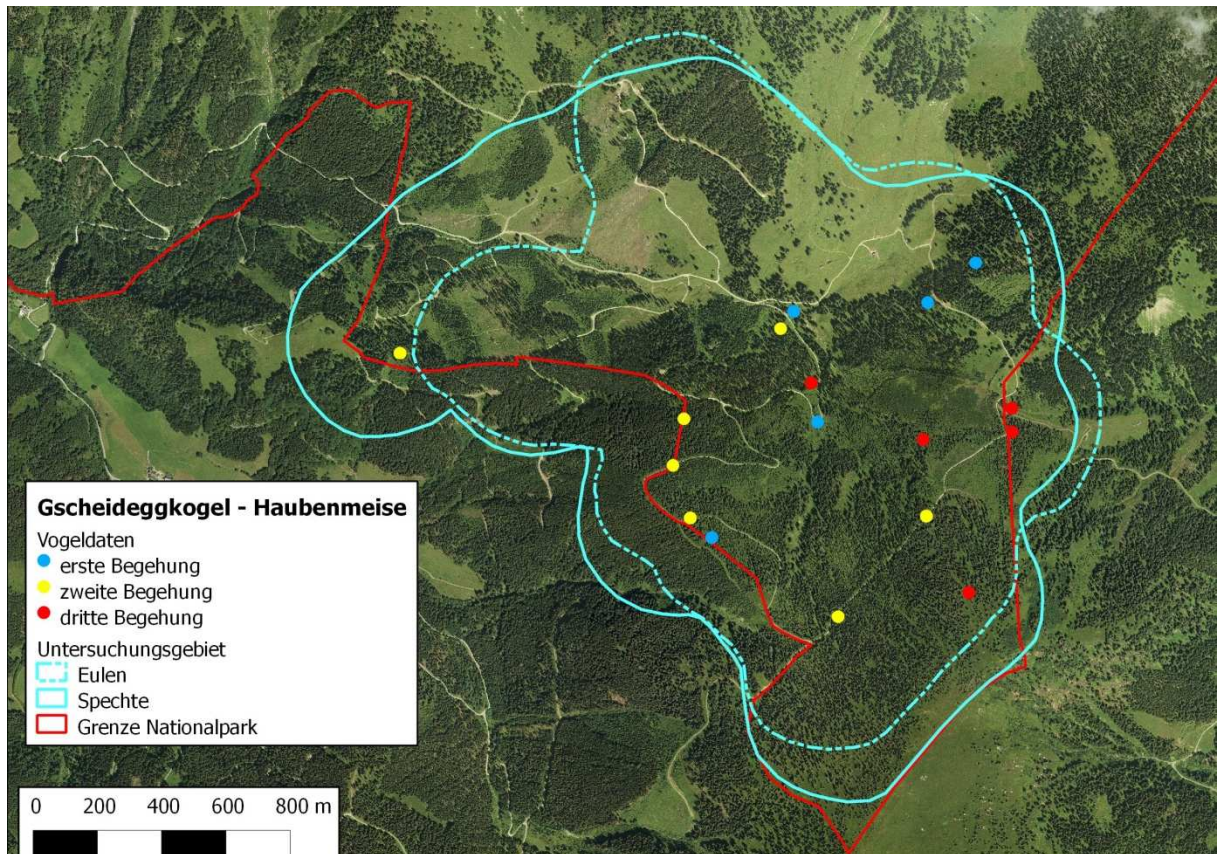 Gscheideggkogel - Haubenmeise
Vogeldaten
erste Begehung
zweite Begehung
dritte Begehung
Untersuchungsgebiet
Eulen
Spechte
Grenze Nationalpark
0 200 400 600 800 m